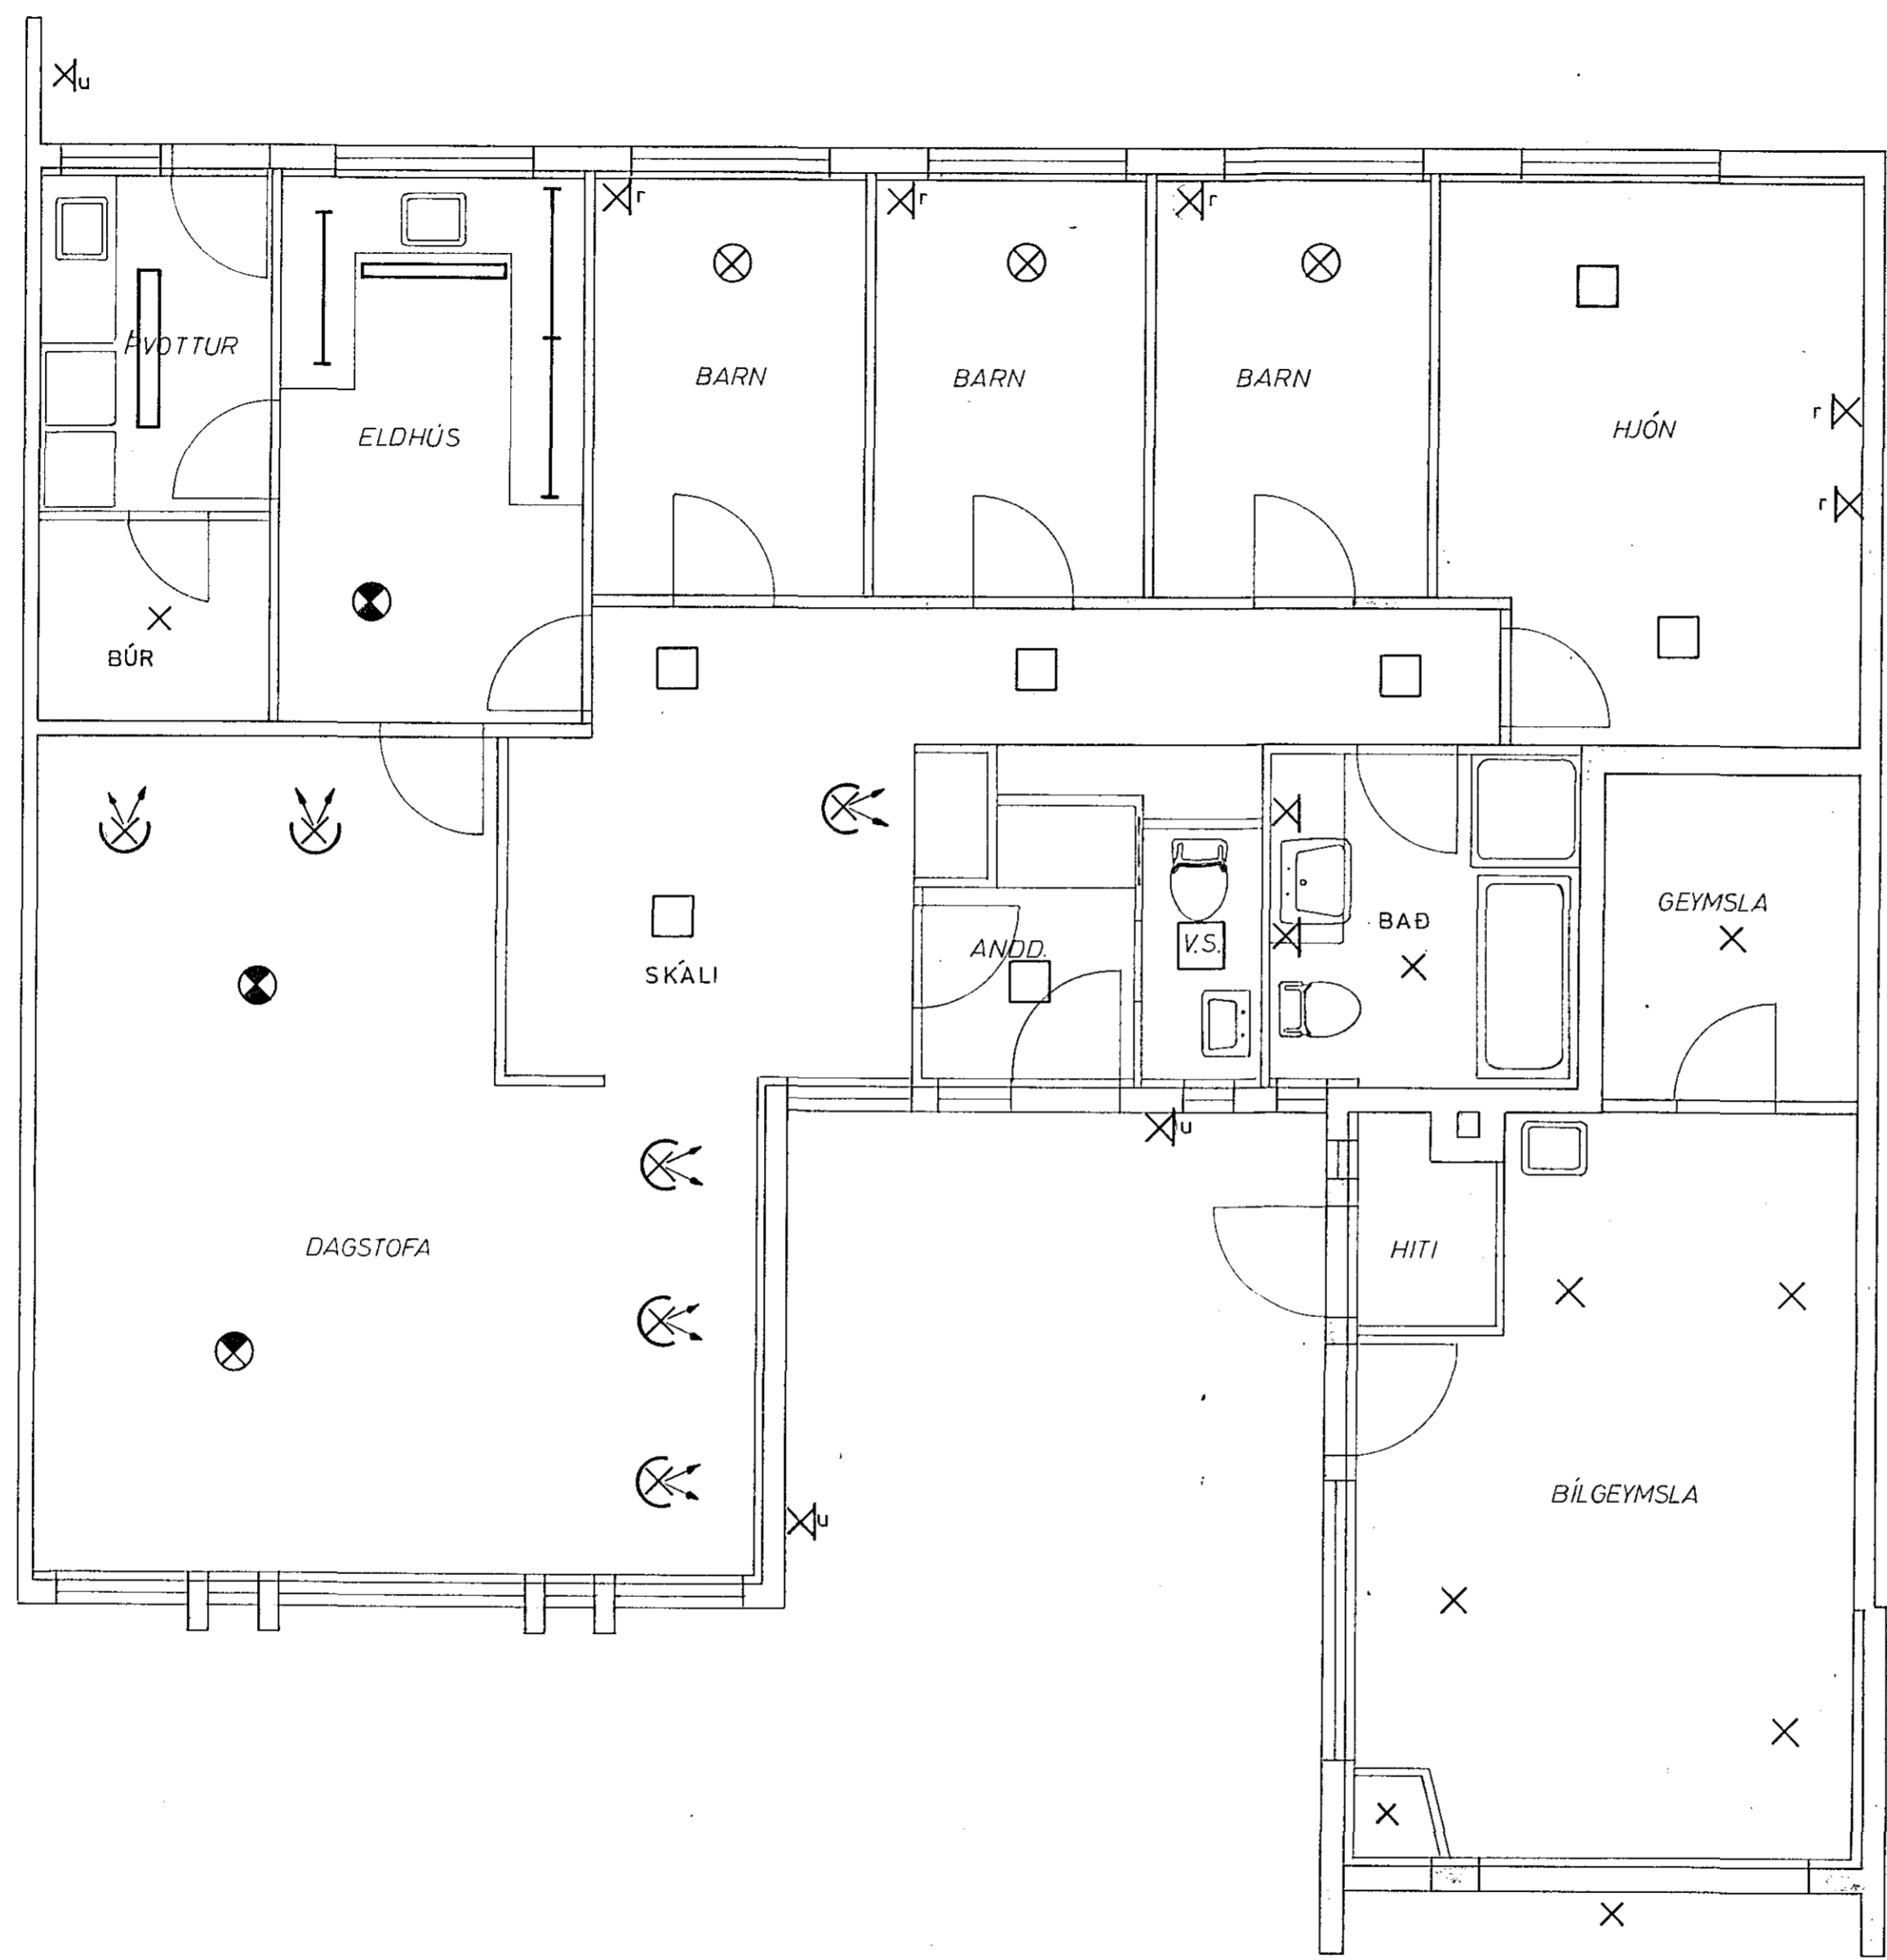 u
r
r
r
ÞVOTTUR
BARN
BARN
BARN
r
ELDHÚS
HJÓN
r
BÚR
GEYMSLA
BAÐ
V.S.
ANDD.
SKÁLI
u
DAGSTOFA
HITI
BÍLGEYMSLA
u